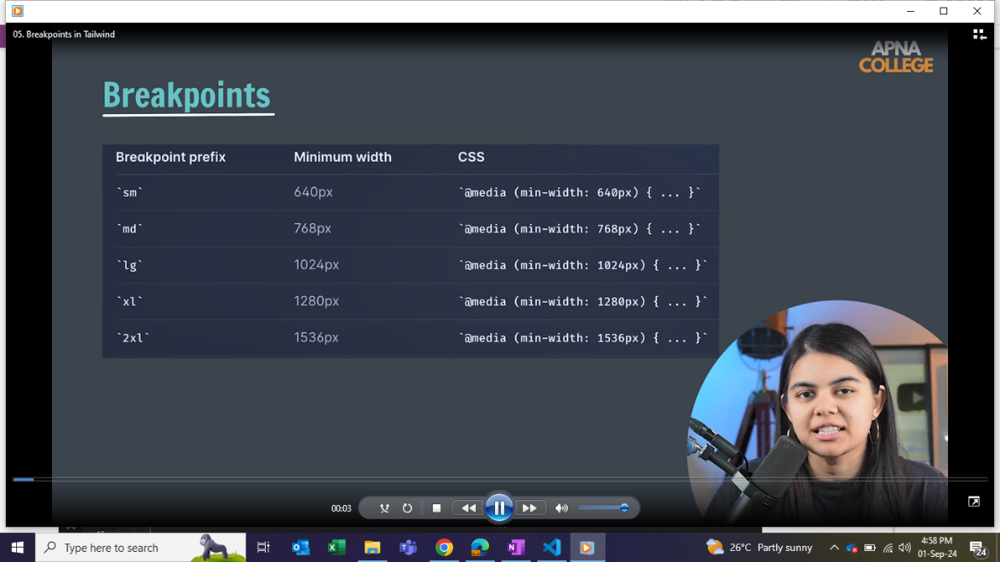 05. Breakpoints in Tailwind
APNA
COLLEGE
Breakpoints
Breakpoint prefix Minimum width CSS
`sm` 640px `@media (min-width: 640px) { ... }`
`md` 768px `@media (min-width: 768px) { ... }`
`lg` 1024px `@media (min-width: 1024px) { ... }`
`xl` 1280px `@media (min-width: 1280px) { ... }`
`2xl` 1536px `@media (min-width: 1536px) { ... }`
00:03
Type here to search
26°C Partly sunny
4:58 PM
01-Sep-24
24